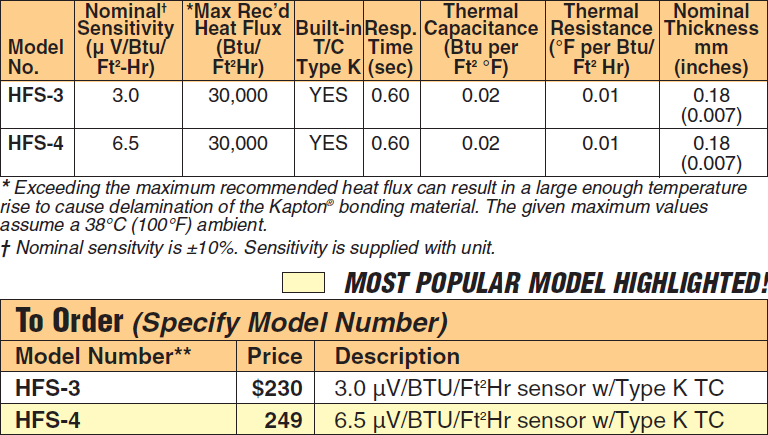 Model No. Nominal† Sensitivity (µ V/Btu/ Ft²-Hr) *Max Rec’d Heat Flux (Btu/ Ft²Hr) Built-in T/C Type K Resp. Time (sec) Thermal Capacitance (Btu per Ft² °F) Thermal Resistance (°F per Btu/ Ft² Hr) Nominal Thickness mm (inches)
HFS-3 3.0 30,000 YES 0.60 0.02 0.01 0.18 (0.007)
HFS-4 6.5 30,000 YES 0.60 0.02 0.01 0.18 (0.007)
* Exceeding the maximum recommended heat flux can result in a large enough temperature
rise to cause delamination of the Kapton® bonding material. The given maximum values
assume a 38°C (100°F) ambient.
† Nominal sensitvity is ±10%. Sensitivity is supplied with unit.
MOST POPULAR MODEL HIGHLIGHTED!
To Order (Specify Model Number)
Model Number** Price Description
HFS-3 $230 3.0 µV/BTU/Ft²Hr sensor w/Type K TC
HFS-4 249 6.5 µV/BTU/Ft²Hr sensor w/Type K TC